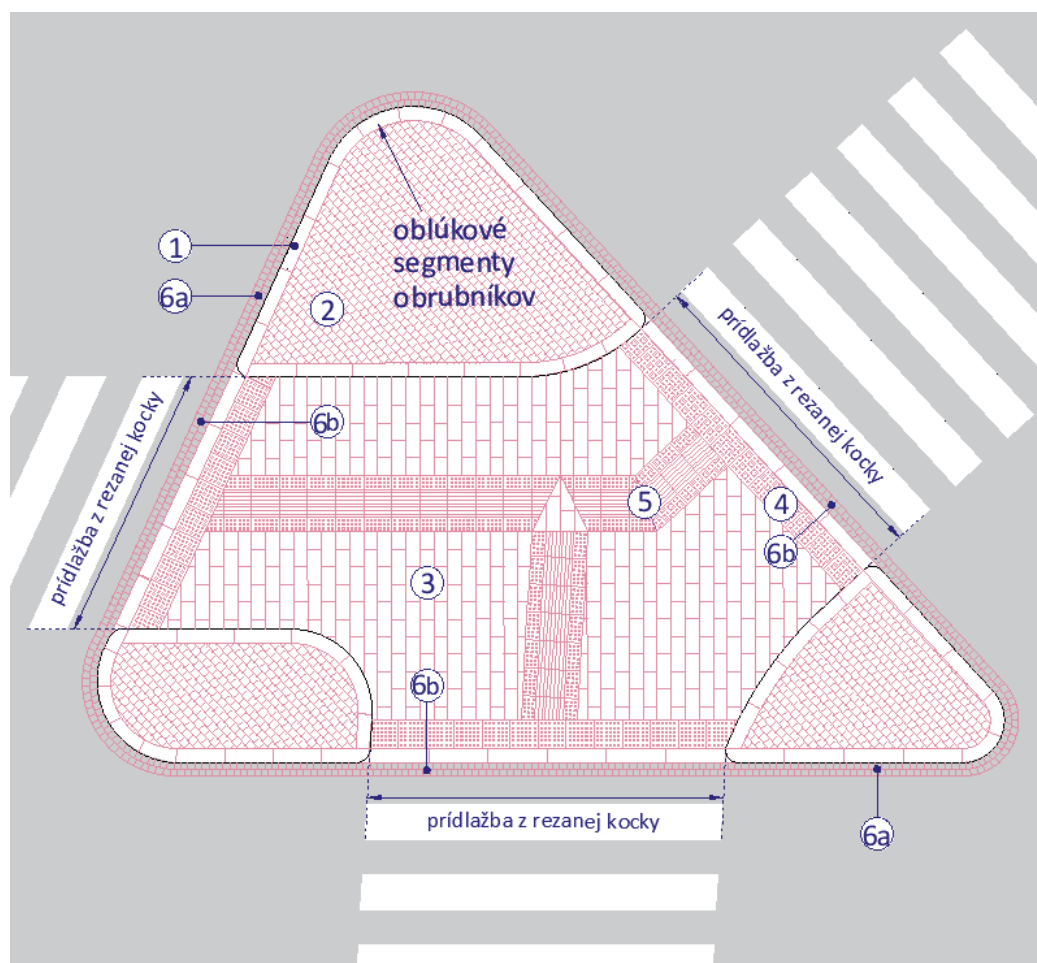 oblúkové
segmenty
obrubníkov
1
6a
2
prídlažba z rezanej kocky
prídlažba z rezanej kocky
6b
5
4
6b
3
6b
prídlažba z rezanej kocky
6a